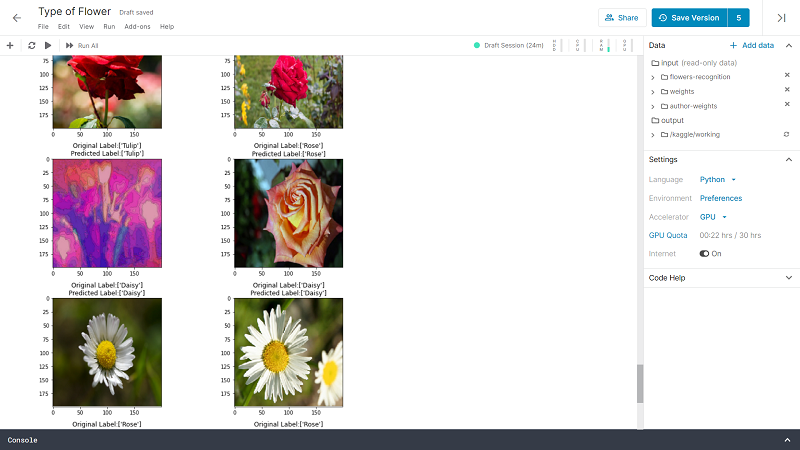 Type of Flower Draft saved
File Edit View Run Add-ons Help
Share
Save Version 5
Run All
Draft Session (24m)
HDD
CPU
RAM
GPU
Data
Add data
input (read-only data)
flowers-recognition
weights
author-weights
output
/kaggle/working
Settings
Language Python
Environment Preferences
Accelerator GPU
GPU Quota 00:22 hrs / 30 hrs
Internet On
Code Help
75
100
125
150
175
0 50 100 150
75
100
125
150
175
0 50 100 150
Original Label:['Tulip']
Predicted Label:['Tulip']
0
25
50
75
100
125
150
175
0 50 100 150
Original Label:['Rose']
Predicted Label:['Rose']
0
25
50
75
100
125
150
175
0 50 100 150
Original Label:['Daisy']
Predicted Label:['Daisy']
0
25
50
75
100
125
150
175
0 50 100 150
Original Label:['Daisy']
Predicted Label:['Daisy']
0
25
50
75
100
125
150
175
0 50 100 150
Original Label:['Rose']
Original Label:['Rose']
Console